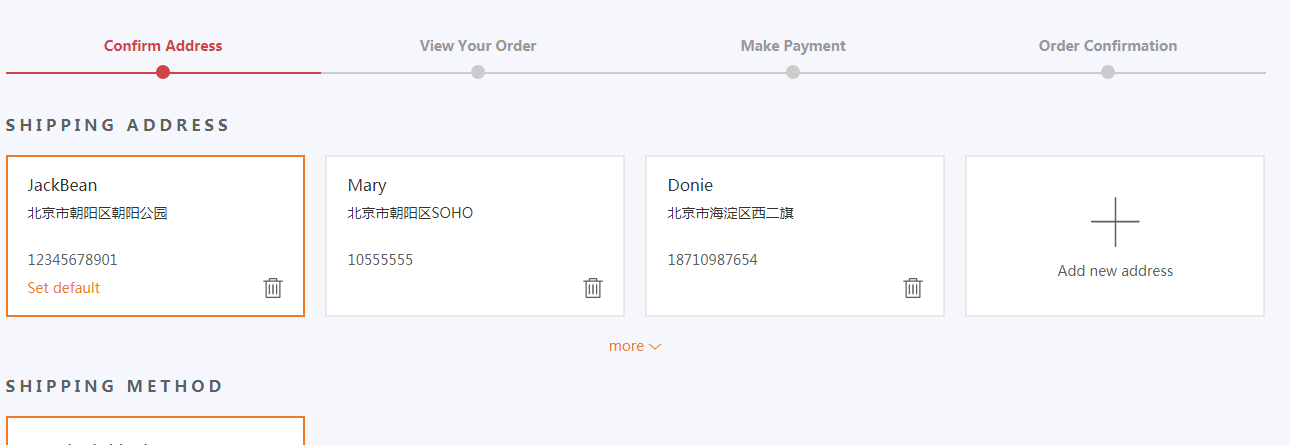 Confirm Address
View Your Order
Make Payment
Order Confirmation
SHIPPING ADDRESS
JackBean
北京市朝阳区朝阳公园
12345678901
Set default
Mary
北京市朝阳区SOHO
10555555
Donie
北京市海淀区西二旗
18710987654
Add new address
more
SHIPPING METHOD